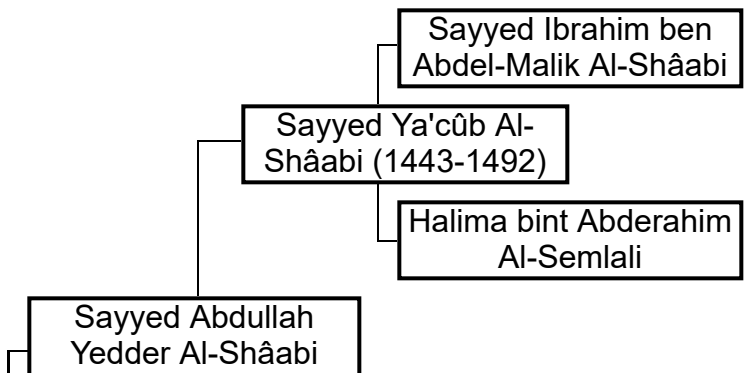 Sayyed Ibrahim ben
Abdel-Malik Al-Shâabi
Sayyed Ya'cûb Al-
Shâabi (1443-1492)
Halima bint Abderahim
Al-Semlali
Sayyed Abdullah
Yedder Al-Shâabi